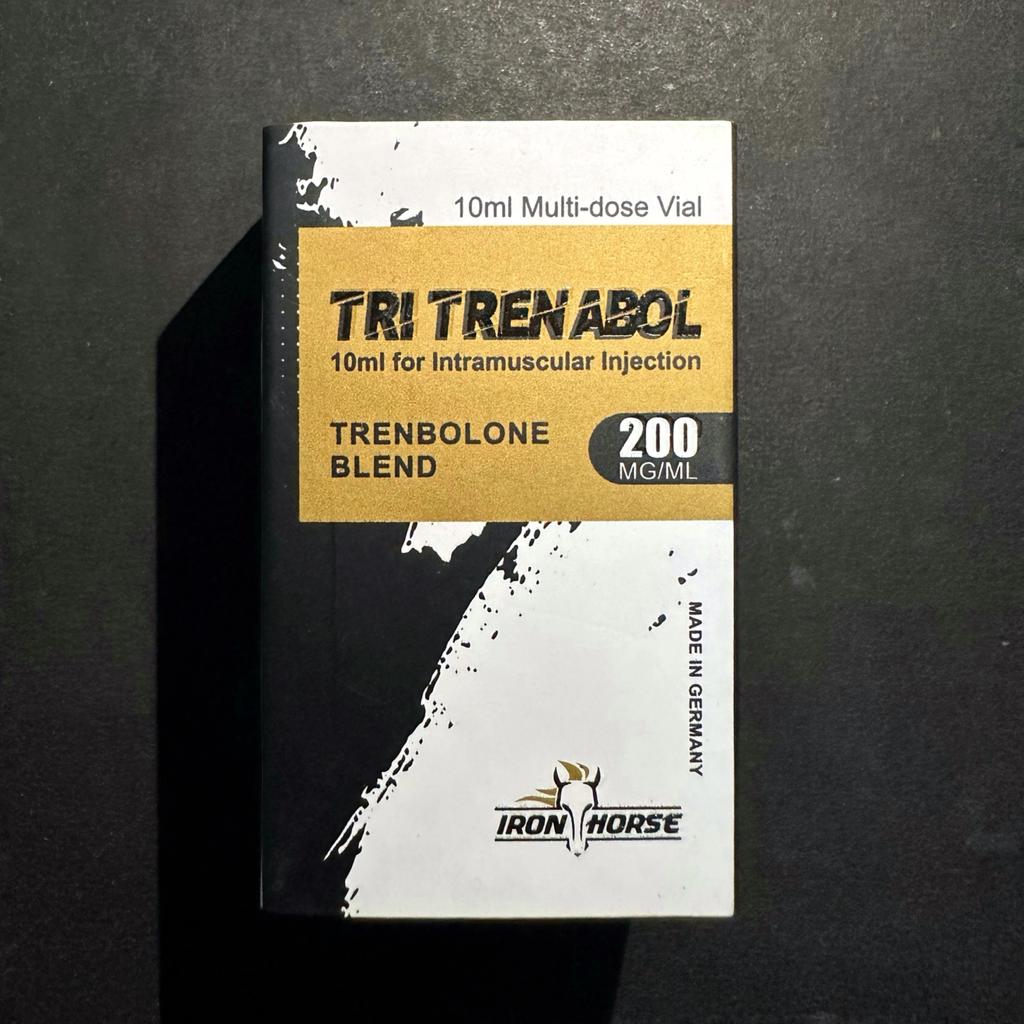 10ml Multi-dose Vial
TRI TRENABOL
10ml for Intramuscular Injection
TRENBOLONE
BLEND
200
MG/ML
MADE IN GERMANY
IRON HORSE